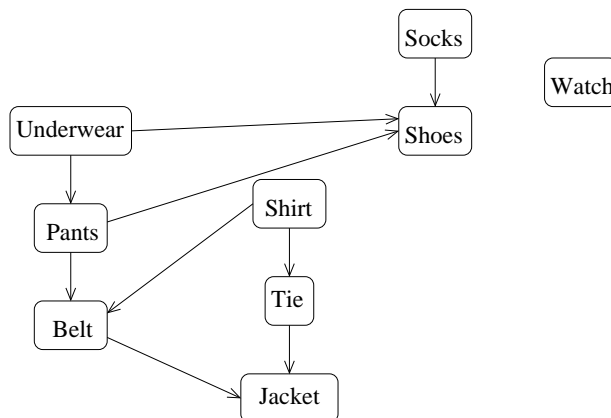 Socks
Watch
Underwear
Shoes
Shirt
Pants
Tie
Belt
Jacket